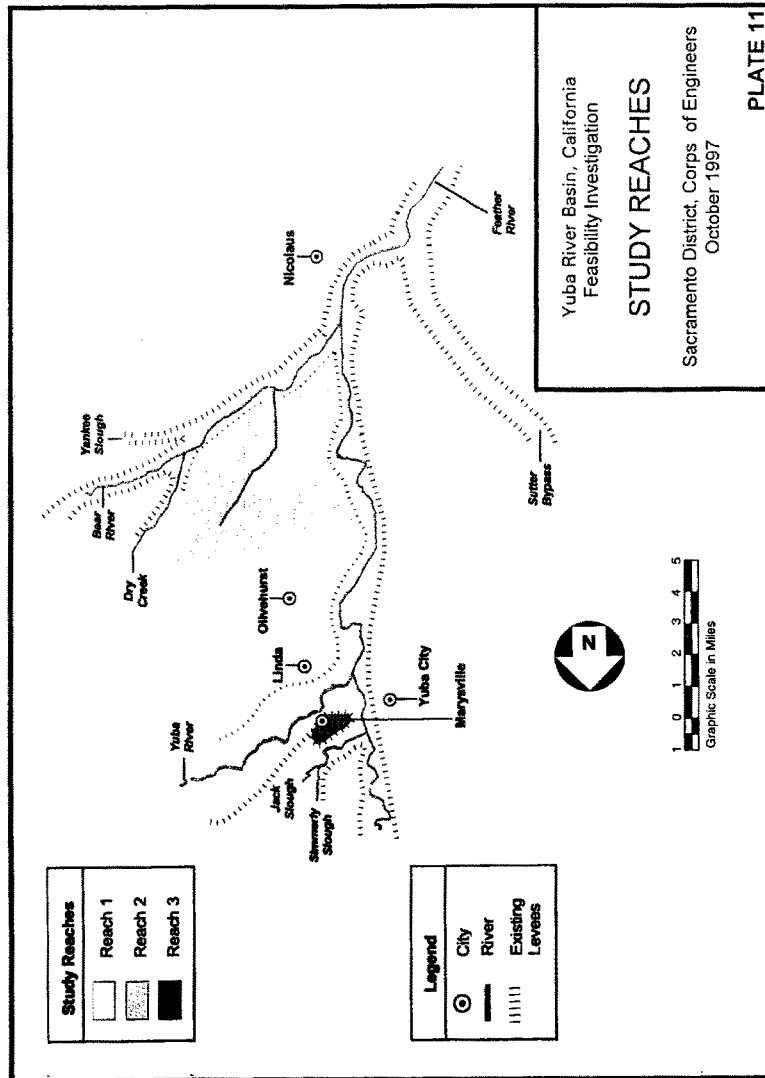 Study Reaches
Reach 1
Reach 2
Reach 3
Legend
City
River
Existing
Levees
Yuba
River
Jack
Slough
Simmerly
Slough
Linda
Olivehurst
Yuba City
Marysville
Dry
Creek
Bear
River
Yankee
Slough
Nicolaus
Feather
River
Sutter
Bypass
N
1 0 1 2 3 4 5
Graphic Scale in Miles
Yuba River Basin, California
Feasibility Investigation
STUDY REACHES
Sacramento District, Corps of Engineers
October 1997
PLATE 11